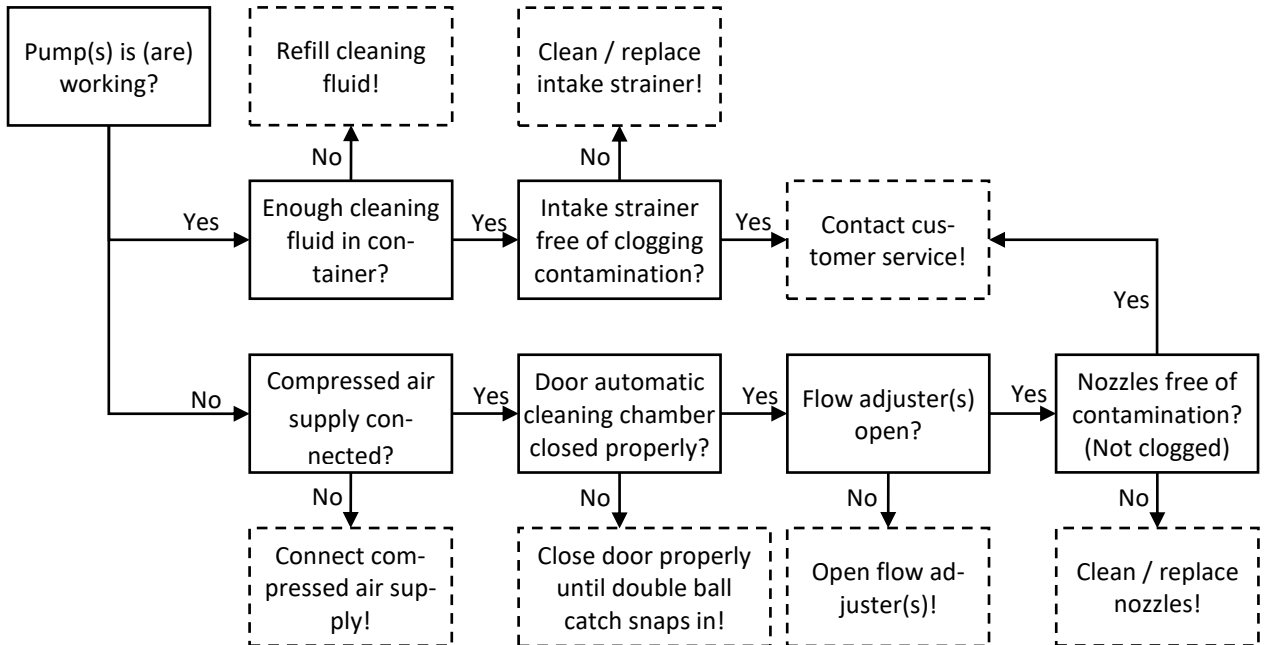 Pump(s) is (are)
working?
Refill cleaning
fluid!
Clean / replace
intake strainer!
No
No
Yes
Enough cleaning
fluid in con-
tainer?
Yes
Intake strainer
free of clogging
contamination?
Yes
Contact cus-
tomer service!
Yes
No
Compressed air
supply con-
nected?
Yes
Door automatic
cleaning chamber
closed properly?
Yes
Flow adjuster(s)
open?
Yes
Nozzles free of
contamination?
(Not clogged)
No
No
No
No
Connect com-
pressed air sup-
ply!
Close door properly
until double ball
catch snaps in!
Open flow ad-
juster(s)!
Clean / replace
nozzles!